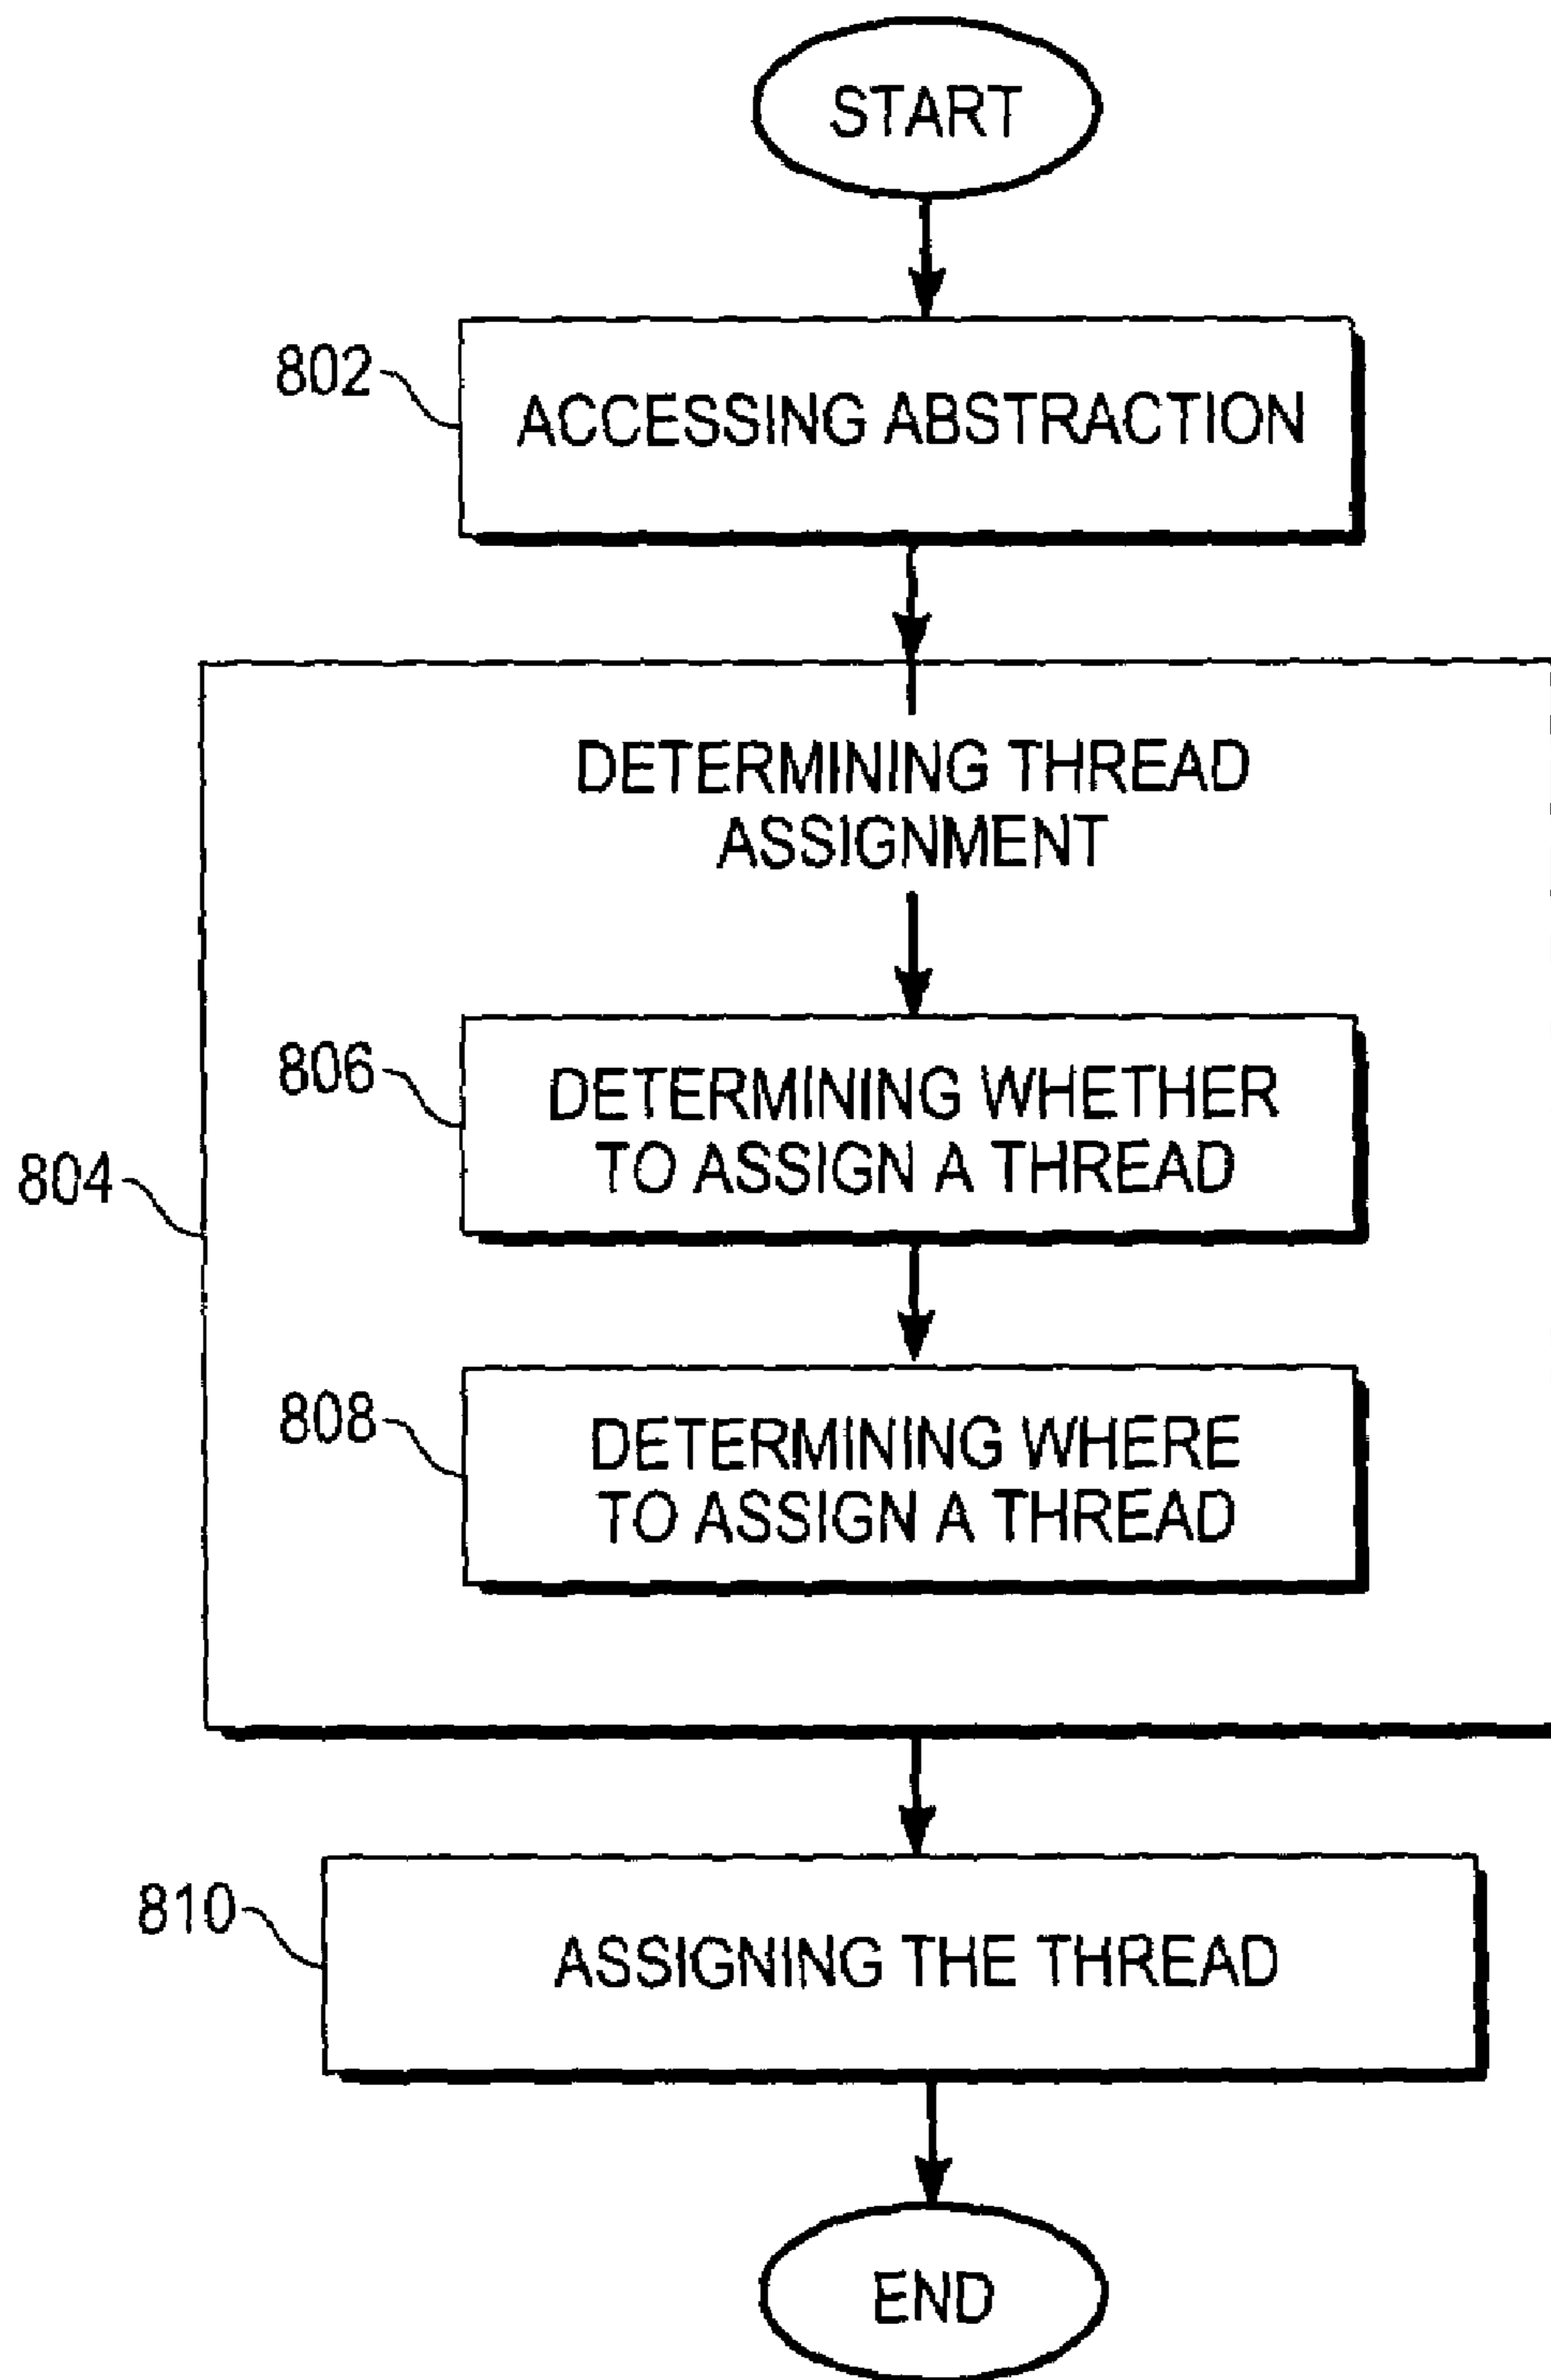 START
802
ACCESSING ABSTRACTION
DETERMINING THREAD
ASSIGNMENT
806
DETERMINING WHETHER
TO ASSIGN A THREAD
804
808
DETERMINING WHERE
TO ASSIGN A THREAD
810
ASSIGNING THE THREAD
END